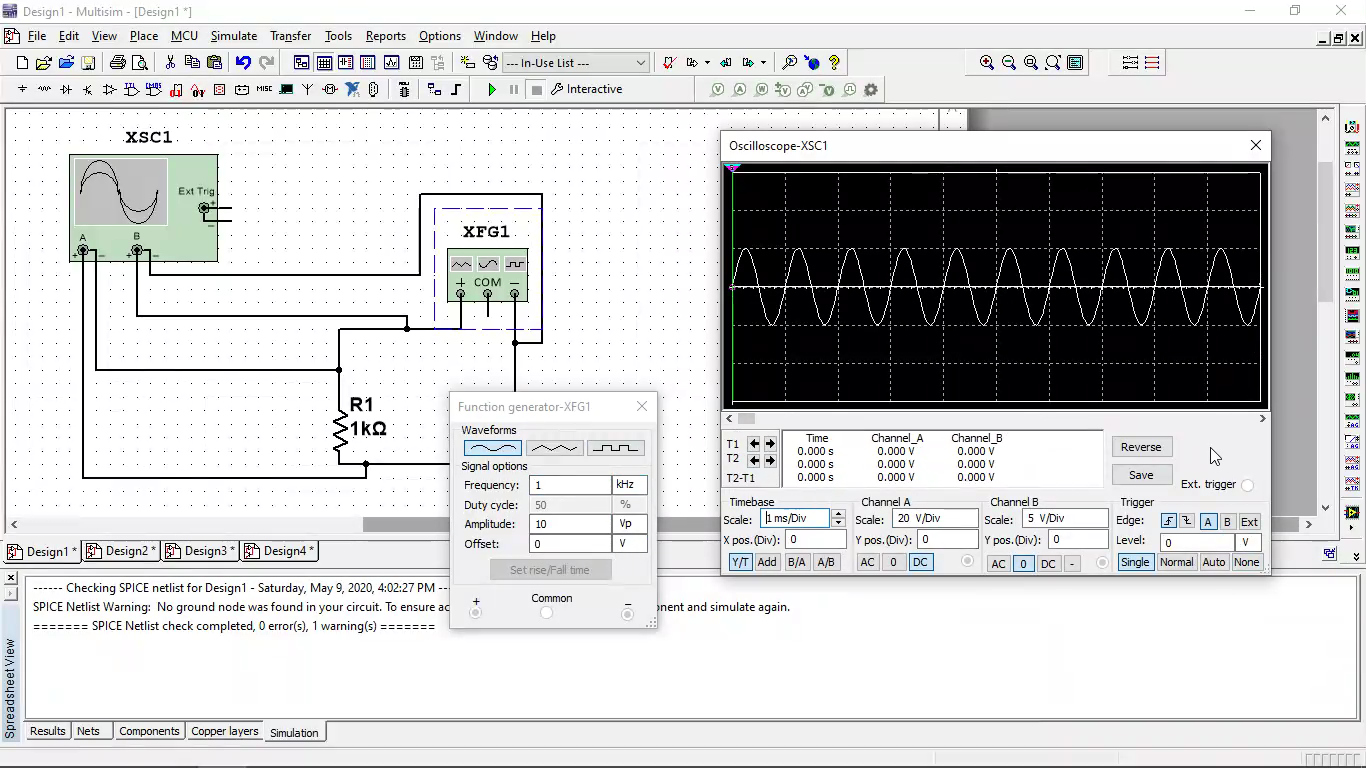 Design1 - Multisim - [Design1 *]
File Edit View Place MCU Simulate Transfer Tools Reports Options Window Help
--- In-Use List ---
MISC Interactive
XSC1
Ext Trig
+
−
A B
+ − + −
XFG1
+ COM −
R1
1kΩ
Oscilloscope-XSC1
T1
T2
T2-T1
Time Channel_A Channel_B
0.000 s 0.000 V 0.000 V
0.000 s 0.000 V 0.000 V
0.000 s 0.000 V 0.000 V
Reverse
Save
Ext. trigger
Timebase
Scale: 1 ms/Div
X pos.(Div): 0
Y/T Add B/A A/B
Channel A
Scale: 20 V/Div
Y pos.(Div): 0
AC 0 DC
Channel B
Scale: 5 V/Div
Y pos.(Div): 0
AC 0 DC -
Trigger
Edge: A B Ext
Level: 0 V
Single Normal Auto None
Function generator-XFG1
Waveforms
Signal options
Frequency: 1 kHz
Duty cycle: 50 %
Amplitude: 10 Vp
Offset: 0 V
Set rise/Fall time
+ Common −
Design1 * Design2 * Design3 * Design4 *
Spreadsheet View
------ Checking SPICE netlist for Design1 - Saturday, May 9, 2020, 4:02:27 PM --
SPICE Netlist Warning: No ground node was found in your circuit. To ensure ac
onent and simulate again.
======= SPICE Netlist check completed, 0 error(s), 1 warning(s) =======
Results Nets Components Copper layers Simulation